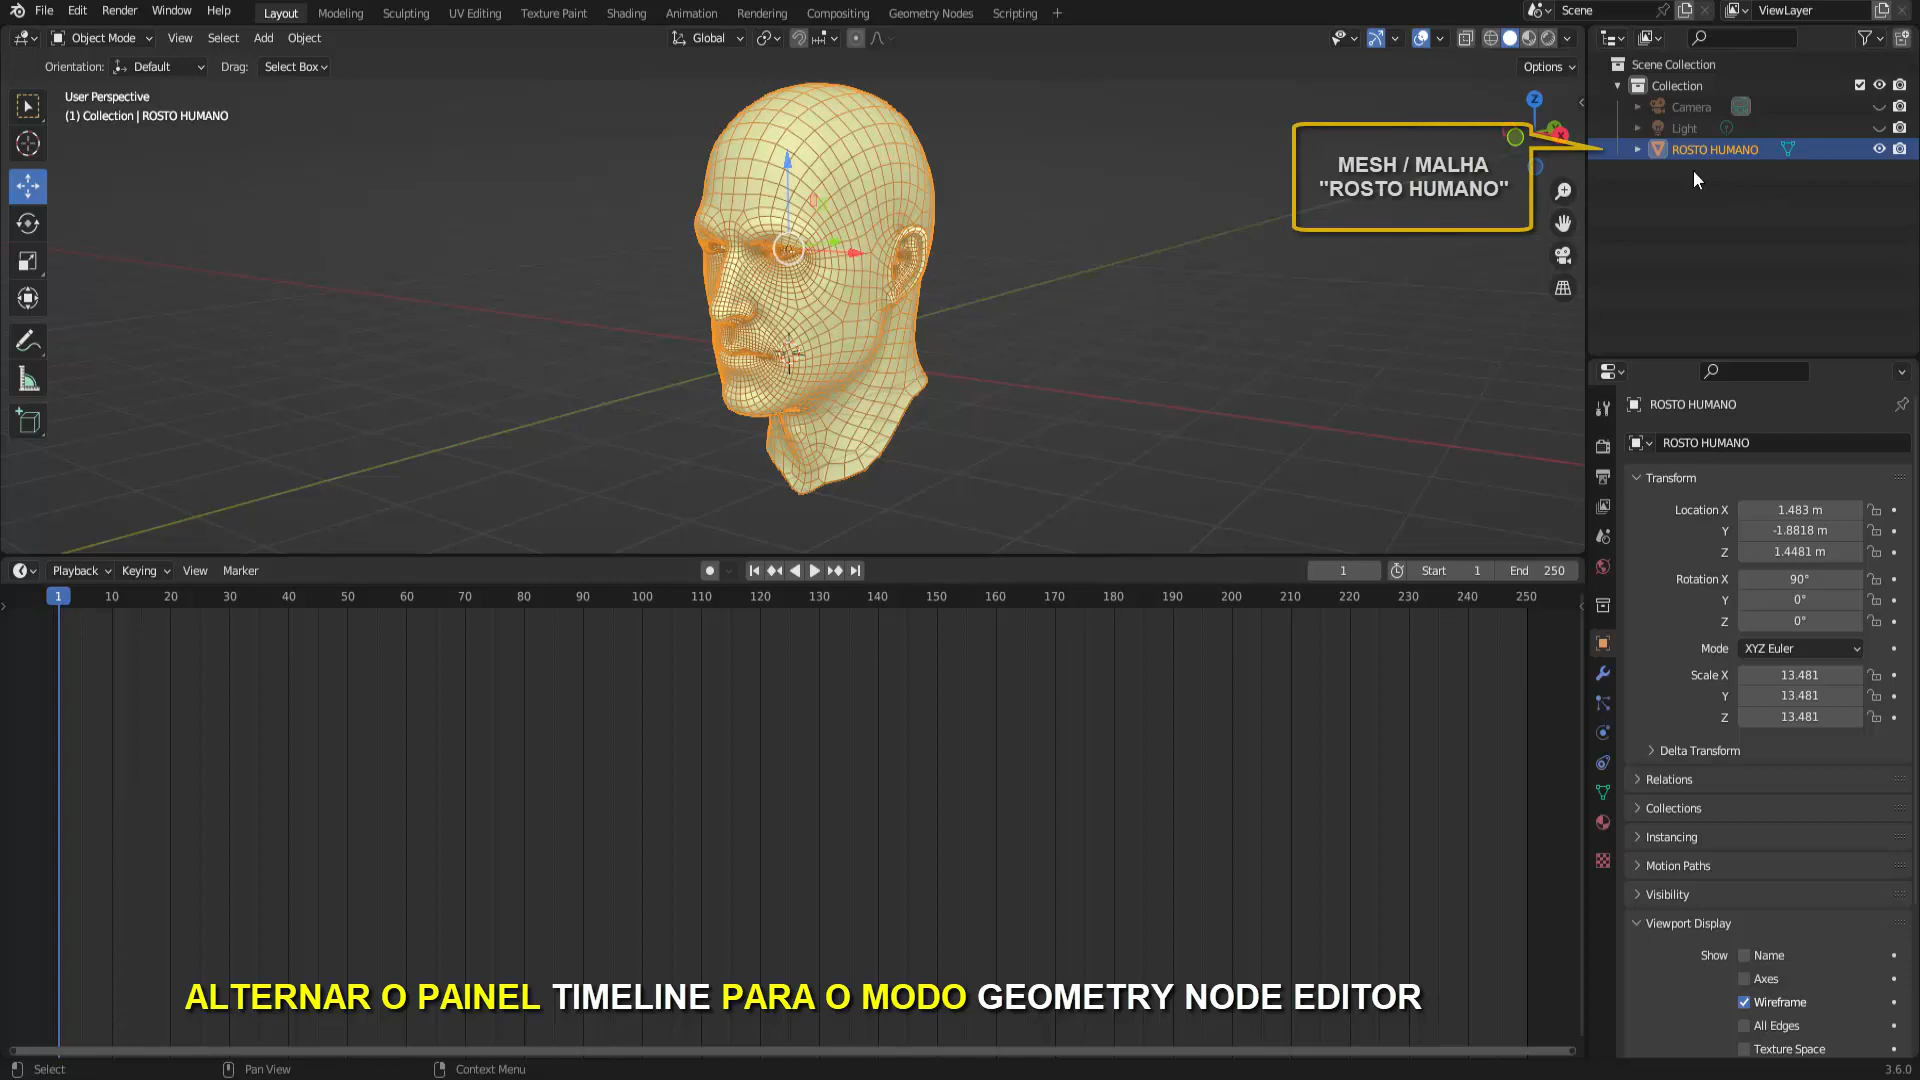 File Edit Render Window Help Layout Modeling Sculpting UV Editing Texture Paint Shading Animation Rendering Compositing Geometry Nodes Scripting + Scene ViewLayer
Object Mode View Select Add Object Global
Orientation: Default Drag: Select Box Options
User Perspective
(1) Collection | ROSTO HUMANO
Z
Y
X
MESH / MALHA
"ROSTO HUMANO"
Scene Collection
Collection
Camera
Light
ROSTO HUMANO
ROSTO HUMANO
ROSTO HUMANO
Transform
Location X 1.483 m
Y -1.8818 m
Z 1.4481 m
Rotation X 90°
Y 0°
Z 0°
Mode XYZ Euler
Scale X 13.481
Y 13.481
Z 13.481
Delta Transform
Relations
Collections
Instancing
Motion Paths
Visibility
Viewport Display
Show Name
Axes
Wireframe
All Edges
Texture Space
Playback Keying View Marker 1 Start 1 End 250
1 10 20 30 40 50 60 70 80 90 100 110 120 130 140 150 160 170 180 190 200 210 220 230 240 250
ALTERNAR O PAINEL TIMELINE PARA O MODO GEOMETRY NODE EDITOR
Select Pan View Context Menu 3.6.0